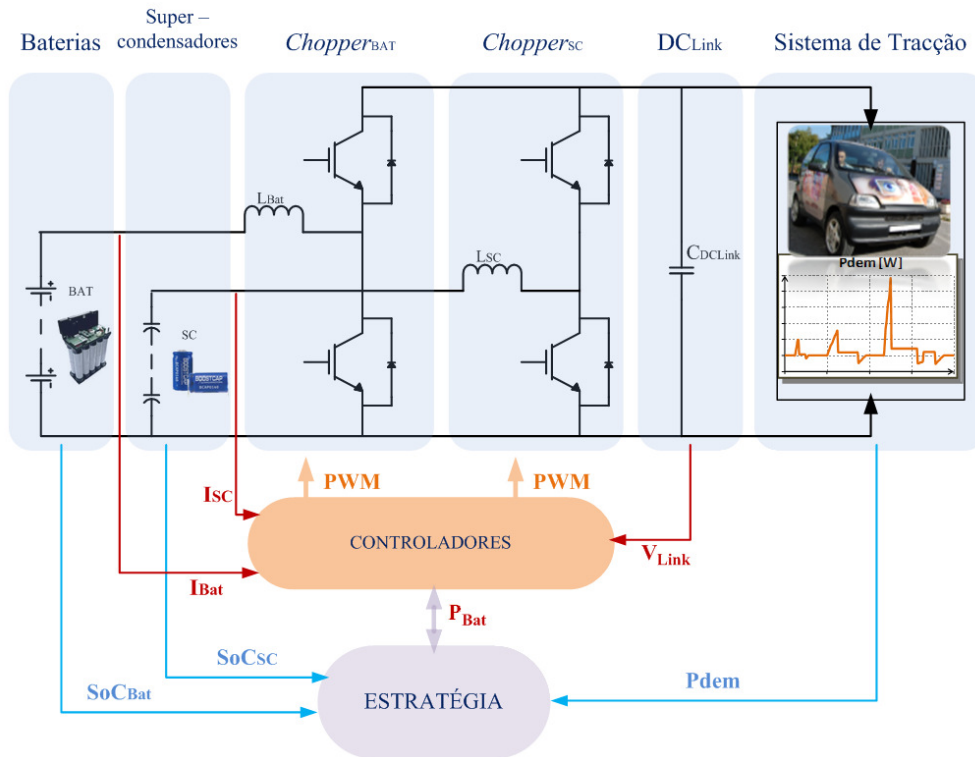 Baterias
Super –
condensadores
ChopperBAT
ChopperSC
DCLink
Sistema de Tracção
LBat
LSC
CDCLink
BAT
SC
BOOSTCAP
Pdem [W]
ISC
PWM
PWM
CONTROLADORES
VLink
IBat
PBat
SoCSC
SoCBat
ESTRATÉGIA
Pdem